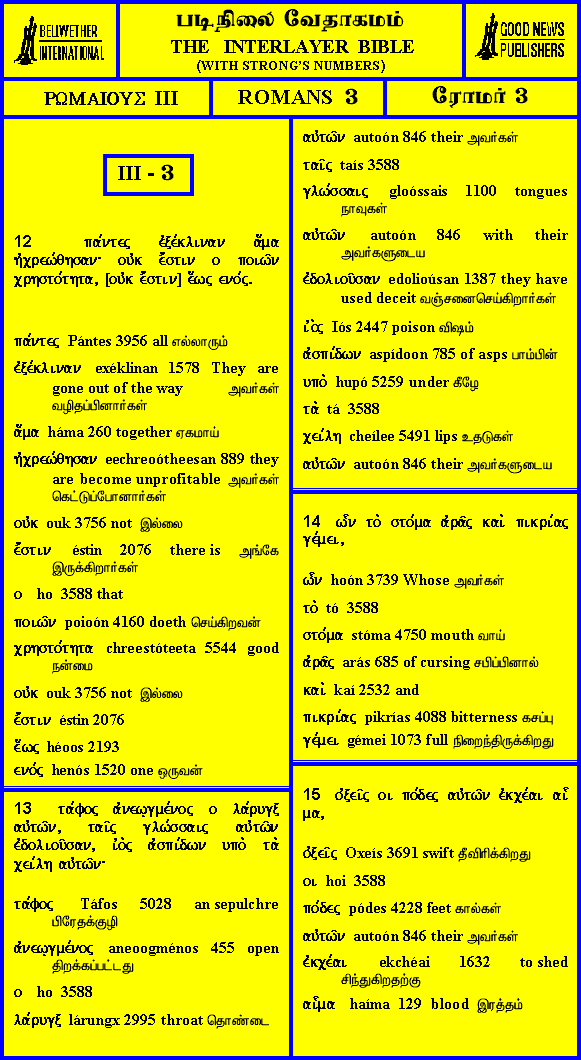 BELLWETHER
INTERNATIONAL
படிநிலை வேதாகமம்
THE INTERLAYER BIBLE
(WITH STRONG'S NUMBERS)
GOOD NEWS
PUBLISHERS
ΡΩΜΑΙΟΥΣ III
ROMANS 3
ரோமர் 3
III - 3
12 πάντες ἐξέκλιναν ἅμα
ἠχρεώθησαν· οὐκ ἔστιν ο ποιῶν
χρηστότητα, [οὐκ ἔστιν] ἕως ενός.
πάντες Pántes 3956 all எல்லாரும்
ἐξέκλιναν exéklinan 1578 They are
gone out of the way அவர்கள்
வழிதப்பினார்கள்
ἅμα háma 260 together ஏகமாய்
ἠχρεώθησαν eechreoótheesan 889 they
are become unprofitable அவர்கள்
கெட்டுப்போனார்கள்
οὐκ ouk 3756 not இல்லை
ἔστιν éstin 2076 there is அங்கே
இருக்கிறார்கள்
ο ho 3588 that
ποιῶν poioón 4160 doeth செய்கிறவன்
χρηστότητα chreestóteeta 5544 good
நன்மை
οὐκ ouk 3756 not இல்லை
ἔστιν éstin 2076
ἕως héoos 2193
ενός henós 1520 one ஒருவன்
13 τάφος ἀνεῳγμένος ο λάρυγξ
αὐτῶν, ταῖς γλώσσαις αὐτῶν
ἐδολιοῦσαν, ἰὸς ἀσπίδων υπὸ τὰ
χείλη αὐτῶν·
τάφος Táfos 5028 an sepulchre
பிரேதக்குழி
ἀνεῳγμένος aneoogménos 455 open
திறக்கப்பட்டது
ο ho 3588
λάρυγξ lárungx 2995 throat தொண்டை
αὐτῶν autoón 846 their அவர்கள்
ταῖς taís 3588
γλώσσαις gloóssais 1100 tongues
நாவுகள்
αὐτῶν autoón 846 with their
அவர்களுடைய
ἐδολιοῦσαν edolioúsan 1387 they have
used deceit வஞ்சனைசெய்கிறார்கள்
ἰὸς Iós 2447 poison விஷம்
ἀσπίδων aspídoon 785 of asps பாம்பின்
υπὸ hupó 5259 under கீழே
τὰ tá 3588
χείλη cheílee 5491 lips உதடுகள்
αὐτῶν autoón 846 their அவர்களுடைய
14 ὧν τὸ στόμα ἀρᾶς καὶ πικρίας
γέμει,
ὧν hoón 3739 Whose அவர்கள்
τὸ tó 3588
στόμα stóma 4750 mouth வாய்
ἀρᾶς arás 685 of cursing சபிப்பினால்
καὶ kaí 2532 and
πικρίας pikrías 4088 bitterness கசப்பு
γέμει gémei 1073 full நிறைந்திருக்கிறது
15 ὀξεῖς οι πόδες αὐτῶν ἐκχέαι αἷ
μα,
ὀξεῖς Oxeís 3691 swift தீவிரிக்கிறது
οι hoi 3588
πόδες pódes 4228 feet கால்கள்
αὐτῶν autoón 846 their அவர்கள்
ἐκχέαι ekchéai 1632 to shed
சிந்துகிறதற்கு
αἷμα haíma 129 blood இரத்தம்